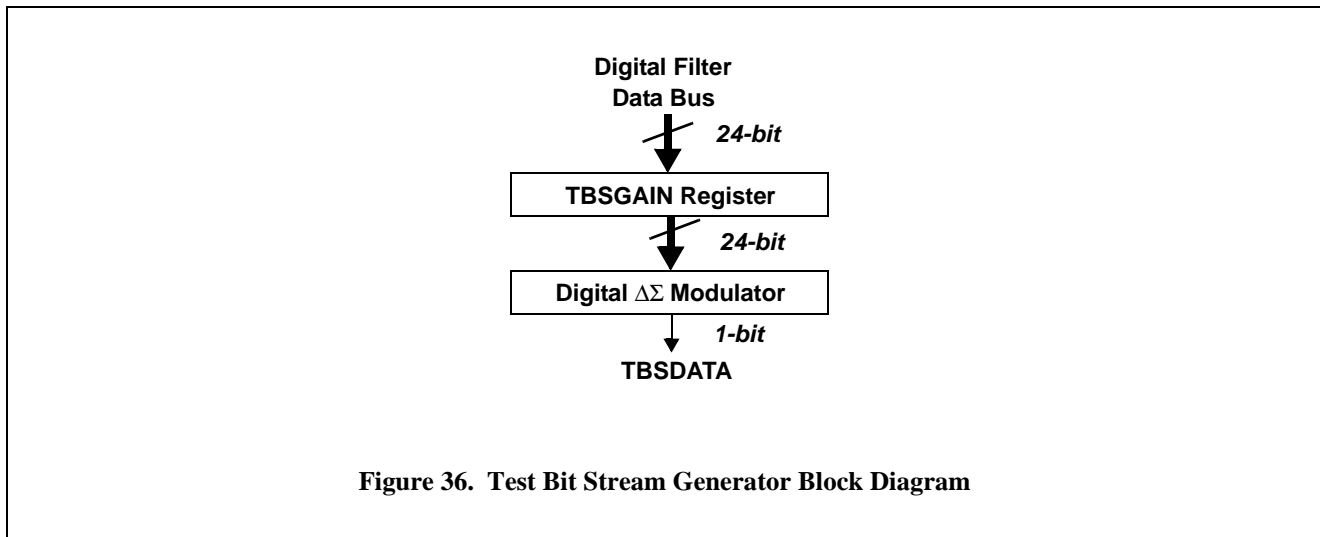 Digital Filter
Data Bus
24-bit
TBSGAIN Register
24-bit
Digital ΔΣ Modulator
1-bit
TBSDATA
Figure 36. Test Bit Stream Generator Block Diagram